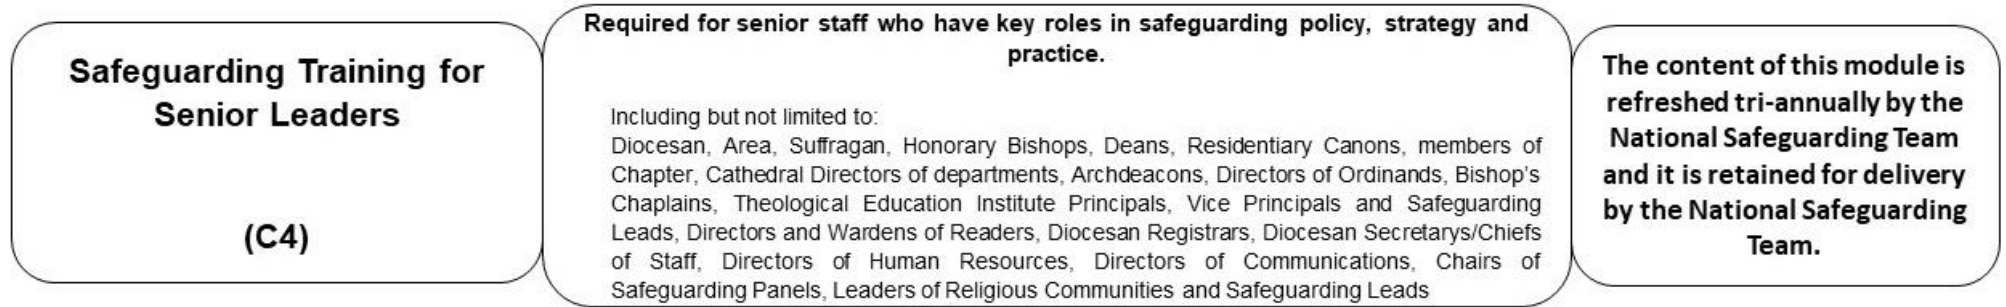 Safeguarding Training for
Senior Leaders
(C4)
Required for senior staff who have key roles in safeguarding policy, strategy and
practice.
Including but not limited to:
Diocesan, Area, Suffragan, Honorary Bishops, Deans, Residentiary Canons, members of
Chapter, Cathedral Directors of departments, Archdeacons, Directors of Ordinands, Bishop's
Chaplains, Theological Education Institute Principals, Vice Principals and Safeguarding
Leads, Directors and Wardens of Readers, Diocesan Registrars, Diocesan Secretarys/Chiefs
of Staff, Directors of Human Resources, Directors of Communications, Chairs of
Safeguarding Panels, Leaders of Religious Communities and Safeguarding Leads
The content of this module is
refreshed tri-annually by the
National Safeguarding Team
and it is retained for delivery
by the National Safeguarding
Team.